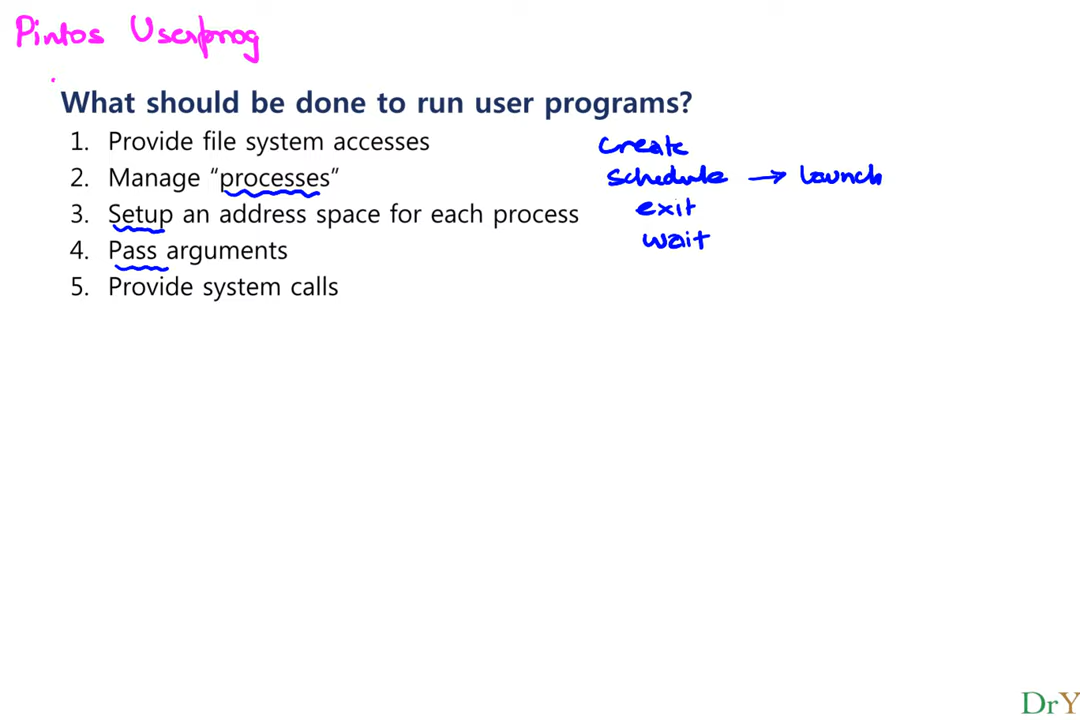 Pintos Userprog
What should be done to run user programs?
1. Provide file system accesses
2. Manage “processes”
3. Setup an address space for each process
4. Pass arguments
5. Provide system calls
create
schedule → launch
exit
wait
DrY